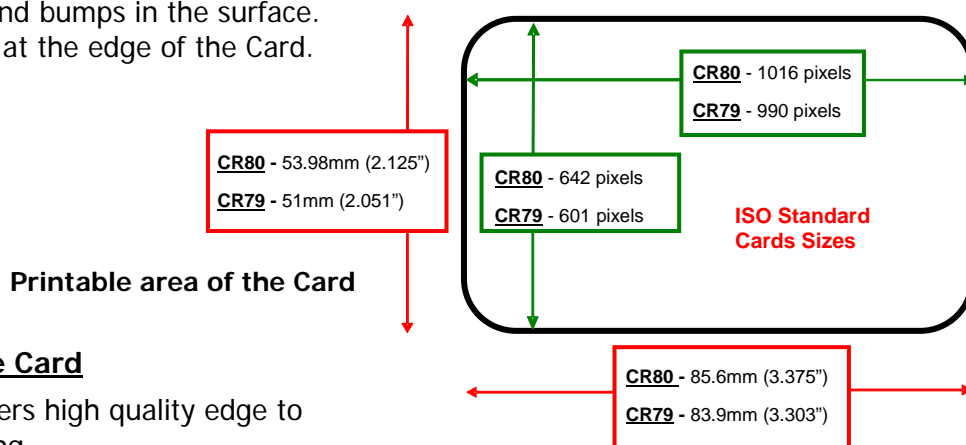 nd bumps in the surface.
at the edge of the Card.
CR80 - 1016 pixels
CR79 - 990 pixels
CR80 - 53.98mm (2.125”)
CR79 - 51mm (2.051”)
CR80 - 642 pixels
CR79 - 601 pixels
ISO Standard
Cards Sizes
Printable area of the Card
e Card
CR80 - 85.6mm (3.375”)
CR79 - 83.9mm (3.303”)
ers high quality edge to